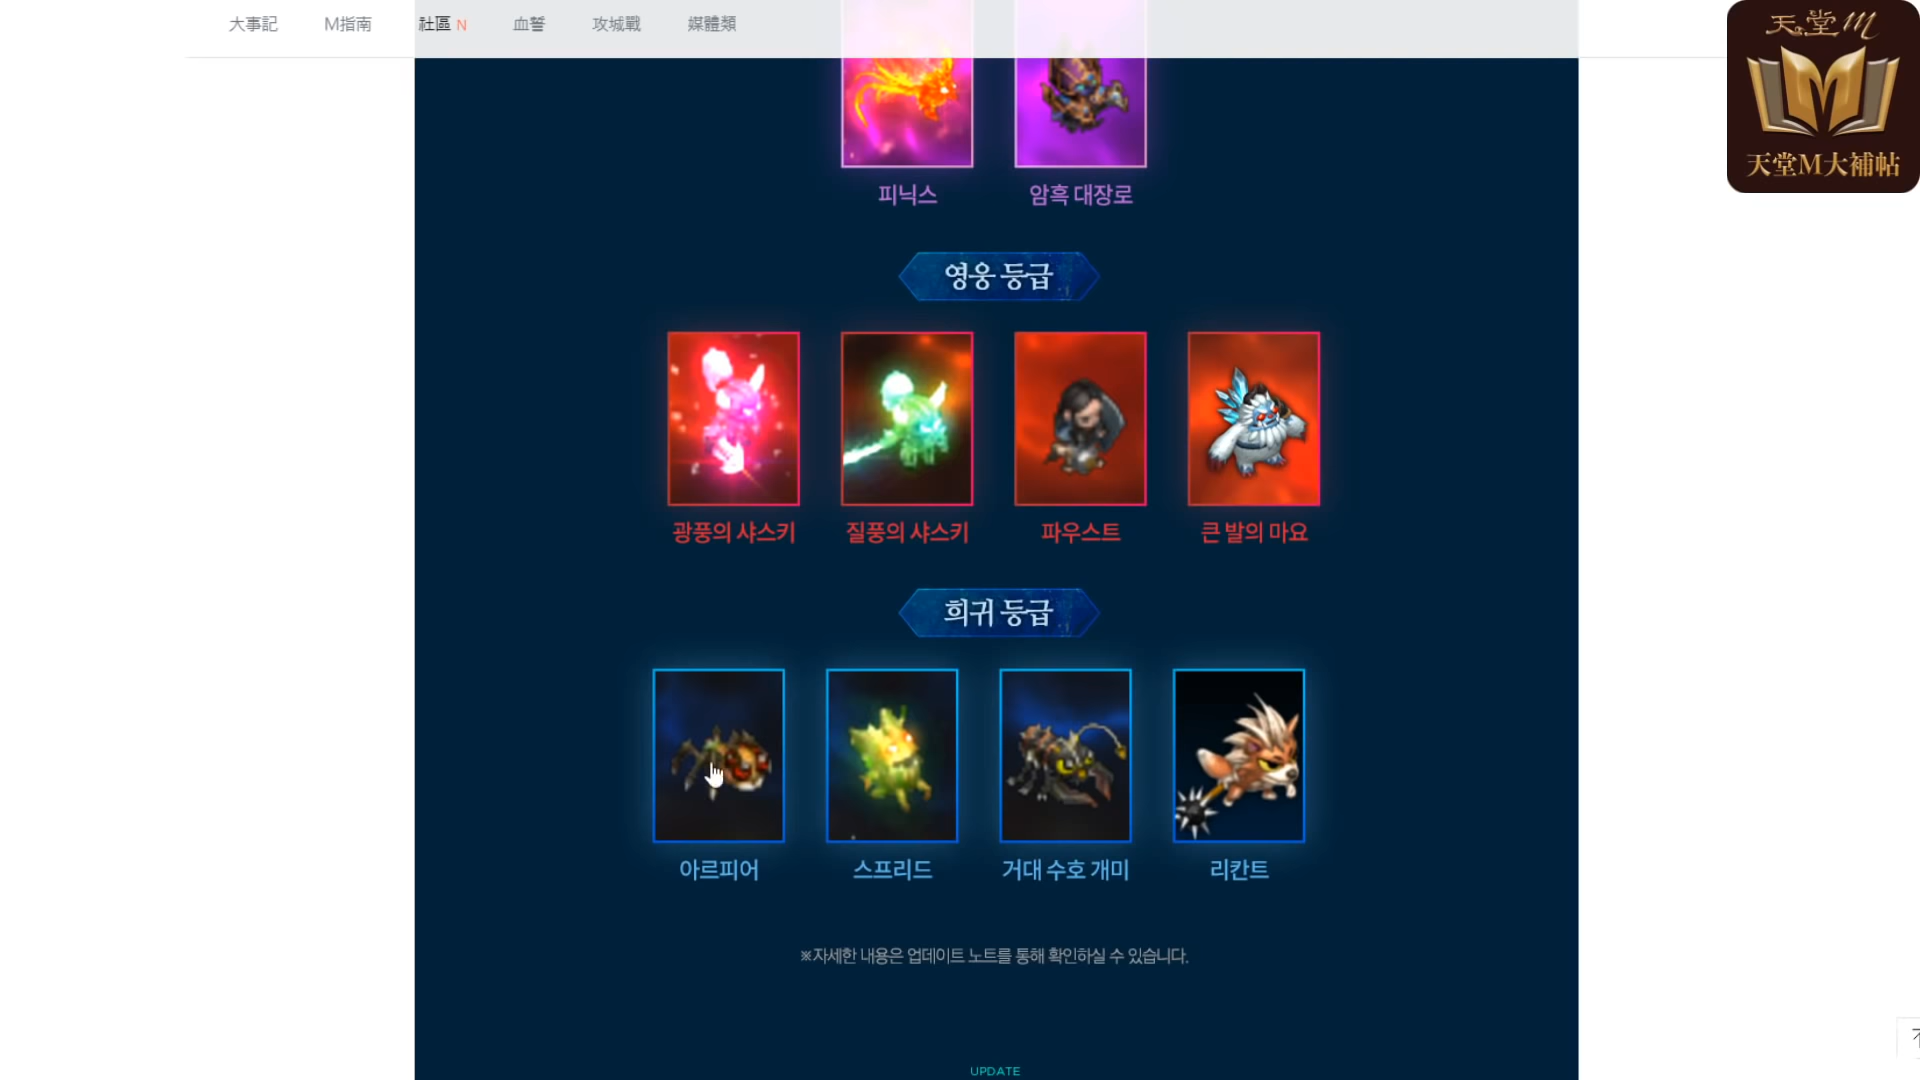 大事記 M指南 社區 N 血誓 攻城戰 媒體類
天堂M
天堂M大補帖
피닉스 암흑 대장로
영웅 등급
광풍의 샤스키 질풍의 샤스키 파우스트 큰 발의 마요
희귀 등급
아르피어 스프리드 거대 수호 개미 리칸트
※자세한 내용은 업데이트 노트를 통해 확인하실 수 있습니다.
UPDATE